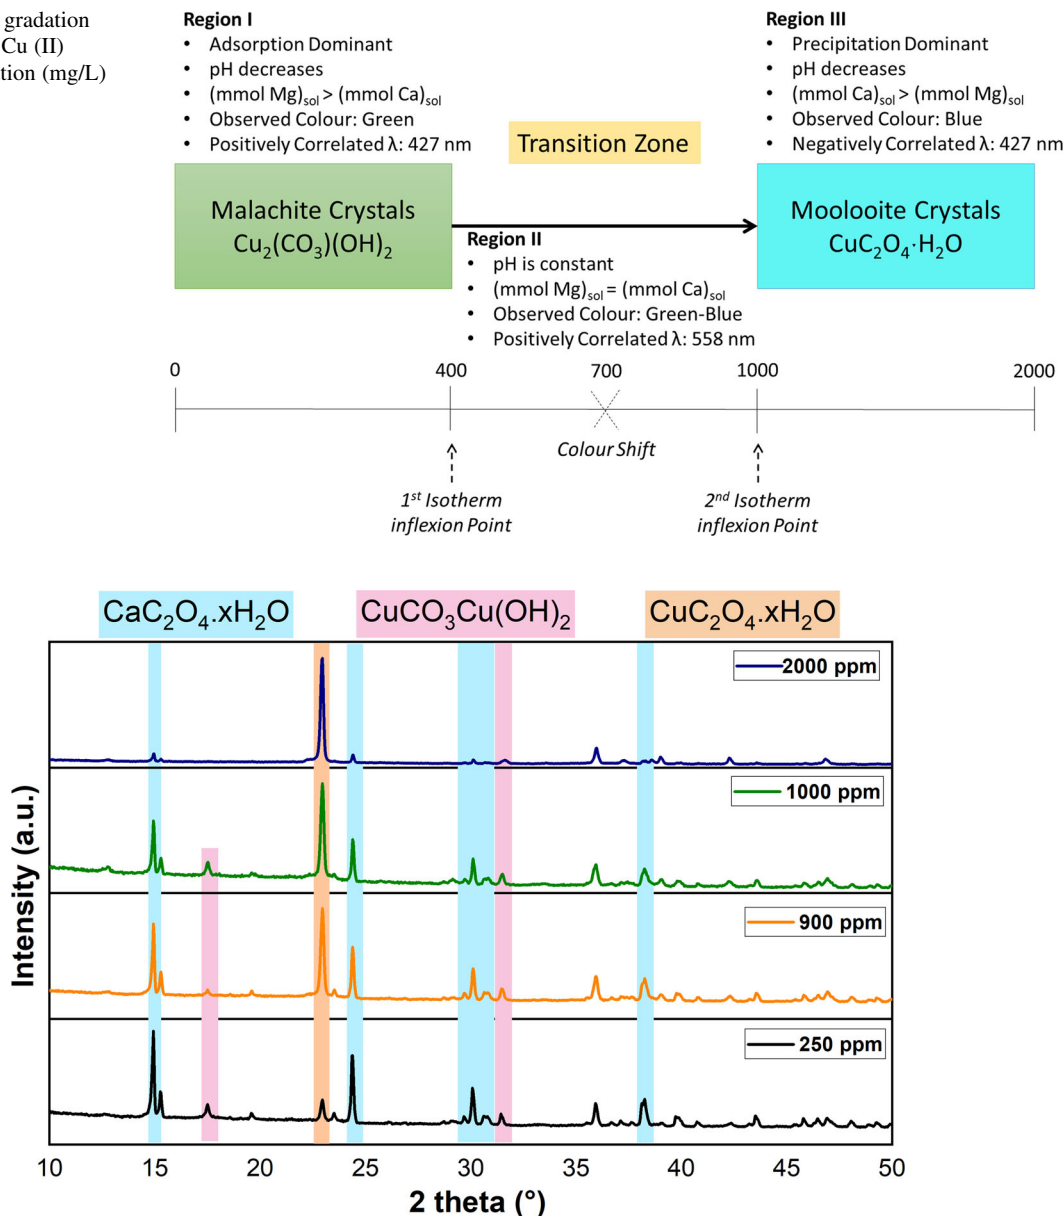 gradation
Cu (II)
tion (mg/L)
Region I
• Adsorption Dominant
• pH decreases
• (mmol Mg)sol > (mmol Ca)sol
• Observed Colour: Green
• Positively Correlated λ: 427 nm
Region III
• Precipitation Dominant
• pH decreases
• (mmol Ca)sol > (mmol Mg)sol
• Observed Colour: Blue
• Negatively Correlated λ: 427 nm
Transition Zone
Malachite Crystals
Cu2(CO3)(OH)2
Moolooite Crystals
CuC2O4·H2O
Region II
• pH is constant
• (mmol Mg)sol = (mmol Ca)sol
• Observed Colour: Green-Blue
• Positively Correlated λ: 558 nm
0 400 700 1000 2000
Colour Shift
1st Isotherm
inflexion Point
2nd Isotherm
inflexion Point
CaC2O4.xH2O CuCO3Cu(OH)2 CuC2O4.xH2O
2000 ppm
1000 ppm
900 ppm
250 ppm
Intensity (a.u.)
10 15 20 25 30 35 40 45 50
2 theta (°)